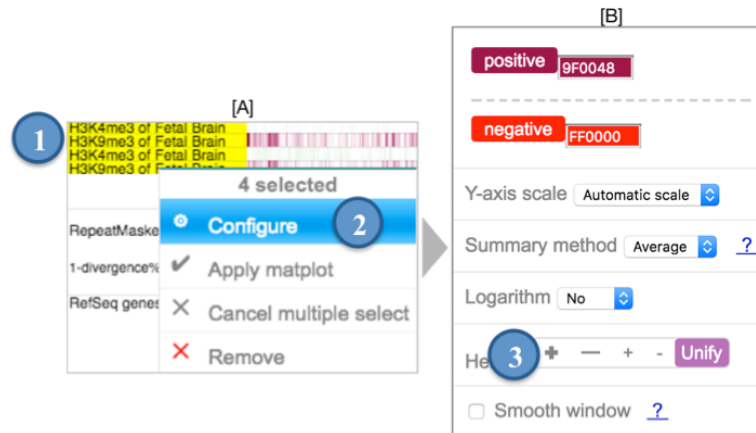 [A]
1
H3K4me3 of Fetal Brain
H3K9me3 of Fetal Brain
H3K4me3 of Fetal Brain
H3K9me3 of Fetal Brain
4 selected
Configure
2
RepeatMaske
Apply matplot
1-divergence%
Cancel multiple select
RefSeq genes
Remove
[B]
positive 9F0048
negative FF0000
Y-axis scale Automatic scale
Summary method Average ?
Logarithm No
He 3 + — + - Unify
Smooth window ?